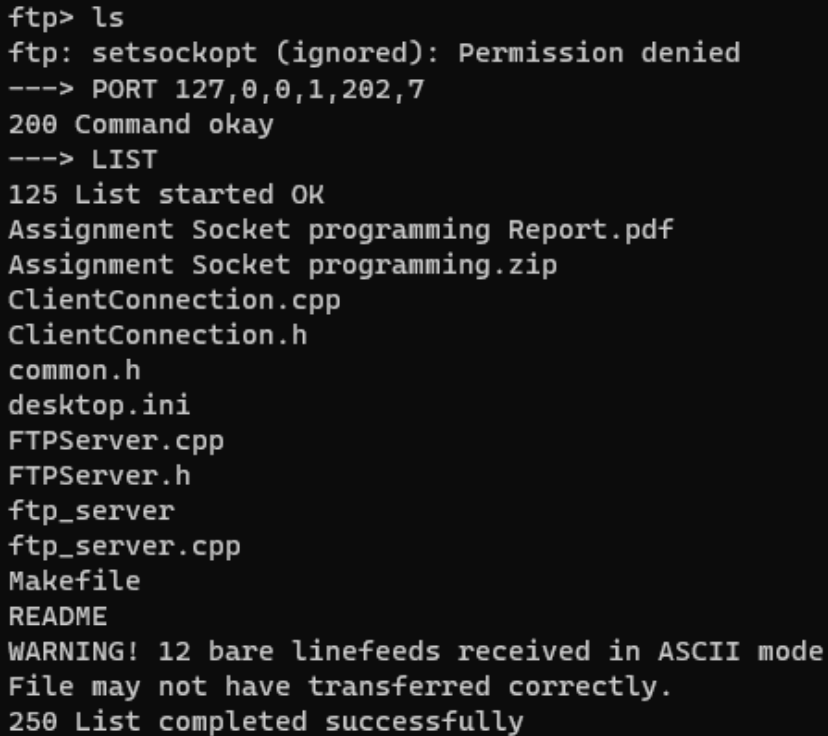 ftp> ls
ftp: setsockopt (ignored): Permission denied
---> PORT 127,0,0,1,202,7
200 Command okay
---> LIST
125 List started OK
Assignment Socket programming Report.pdf
Assignment Socket programming.zip
ClientConnection.cpp
ClientConnection.h
common.h
desktop.ini
FTPServer.cpp
FTPServer.h
ftp_server
ftp_server.cpp
Makefile
README
WARNING! 12 bare linefeeds received in ASCII mode
File may not have transferred correctly.
250 List completed successfully